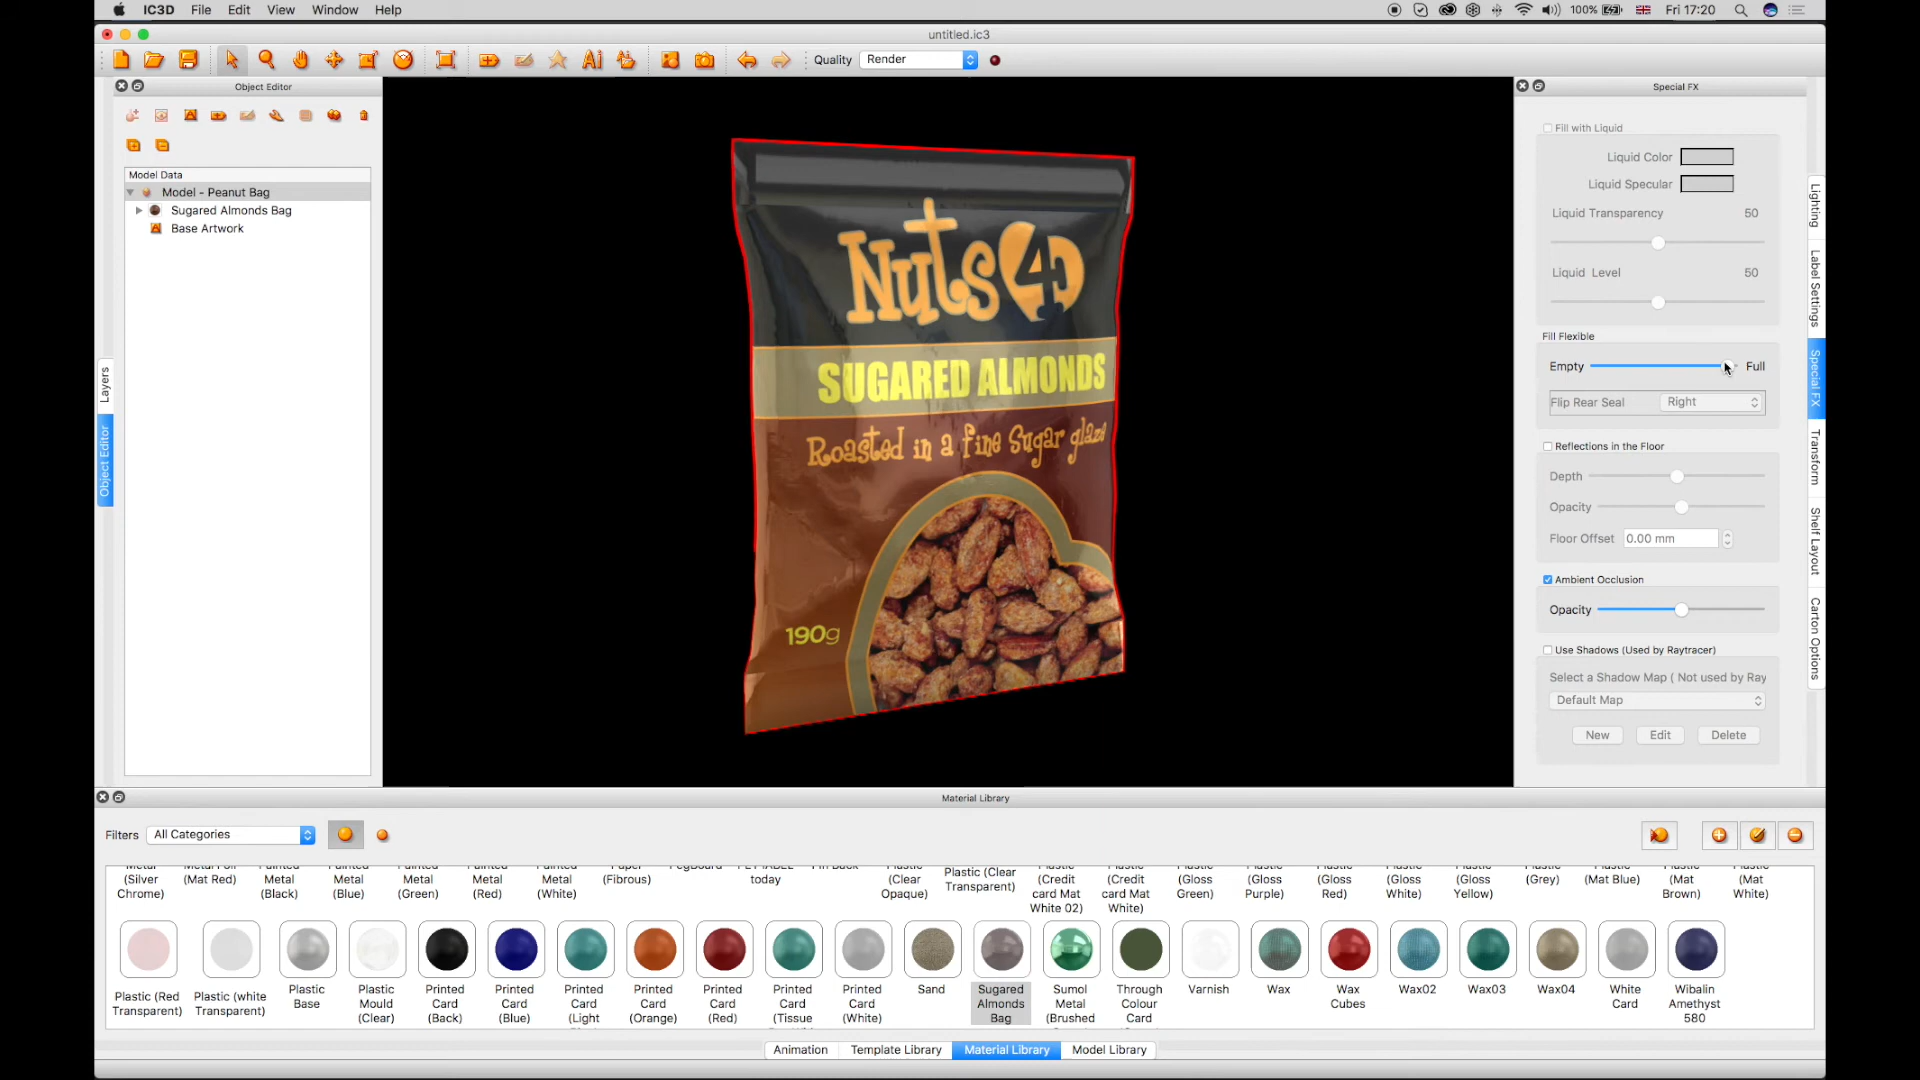 IC3D File Edit View Window Help
100% Fri 17:20
untitled.ic3
Quality Render
Object Editor
Model Data
Model - Peanut Bag
Sugared Almonds Bag
Base Artwork
Layers
Object Editor
Nuts 4
SUGARED ALMONDS
Roasted in a fine Sugar glaze
190g
Special FX
Fill with Liquid
Liquid Color
Liquid Specular
Liquid Transparency 50
Liquid Level 50
Fill Flexible
Empty Full
Flip Rear Seal Right
Reflections in the Floor
Depth
Opacity
Floor Offset 0.00 mm
Ambient Occlusion
Opacity
Use Shadows (Used by Raytracer)
Select a Shadow Map ( Not used by Ray
Default Map
New Edit Delete
Lighting
Label Settings
Special FX
Transform
Shelf Layout
Carton Options
Material Library
Filters All Categories
(Silver Chrome)
(Mat Red)
Metal (Black)
Metal (Blue)
Metal (Green)
Metal (Red)
Metal (White)
(Fibrous)
today
(Clear Opaque)
Plastic (Clear Transparent)
(Credit card Mat White 02)
(Credit card Mat White)
(Gloss Green)
(Gloss Purple)
(Gloss Red)
(Gloss White)
(Gloss Yellow)
(Grey)
(Mat Blue)
(Mat Brown)
(Mat White)
Plastic (Red Transparent)
Plastic (white Transparent)
Plastic Base
Plastic Mould (Clear)
Printed Card (Back)
Printed Card (Blue)
Printed Card (Light
Printed Card (Orange)
Printed Card (Red)
Printed Card (Tissue
Printed Card (White)
Sand
Sugared Almonds Bag
Sumol Metal (Brushed
Through Colour Card
Varnish
Wax
Wax Cubes
Wax02
Wax03
Wax04
White Card
Wibalin Amethyst 580
Animation Template Library Material Library Model Library